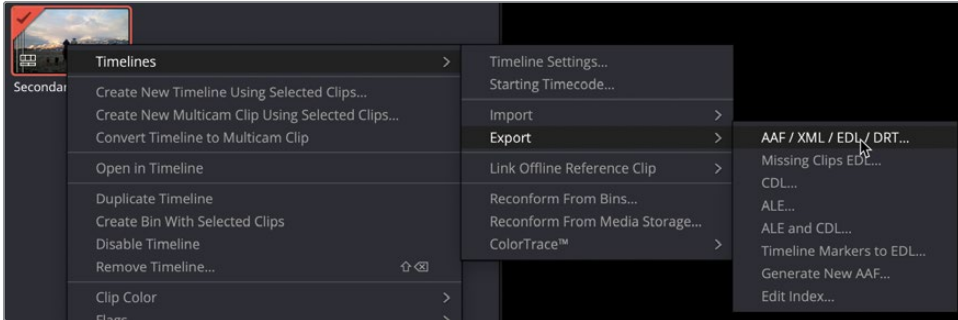 Secondar
Timelines
Create New Timeline Using Selected Clips...
Create New Multicam Clip Using Selected Clips...
Convert Timeline to Multicam Clip
Open in Timeline
Duplicate Timeline
Create Bin With Selected Clips
Disable Timeline
Remove Timeline...
Clip Color
Flags
Timeline Settings...
Starting Timecode...
Import
Export
Link Offline Reference Clip
Reconform From Bins...
Reconform From Media Storage...
ColorTrace™
AAF / XML / EDL / DRT...
Missing Clips EDL...
CDL...
ALE...
ALE and CDL...
Timeline Markers to EDL...
Generate New AAF...
Edit Index...